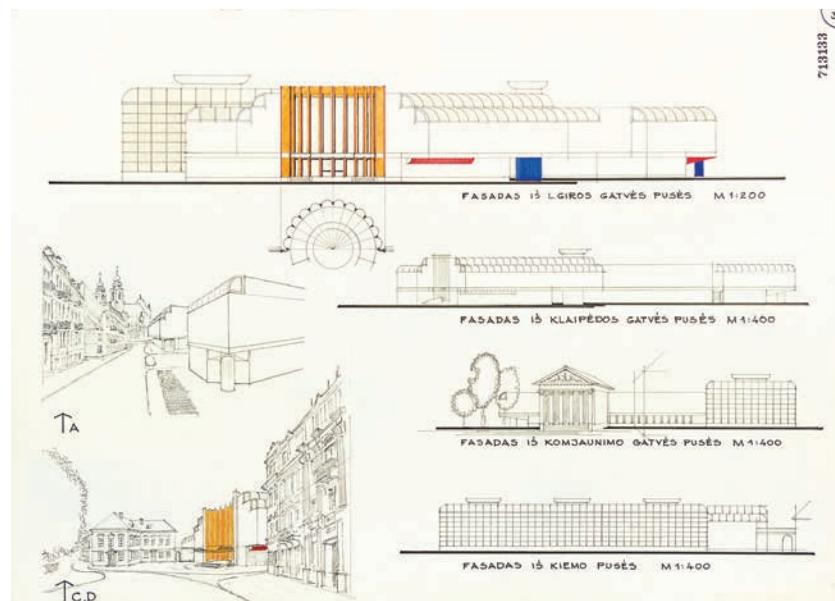 713133
FASADAS IŠ L.GIROS GATVĖS PUSĖS M 1:200
FASADAS IŠ KLAIPĖDOS GATVĖS PUSĖS M 1:400
A
FASADAS IŠ KOMJAUNIMO GATVĖS PUSĖS M 1:400
FASADAS IŠ KIEMO PUSĖS M 1:400
C.D